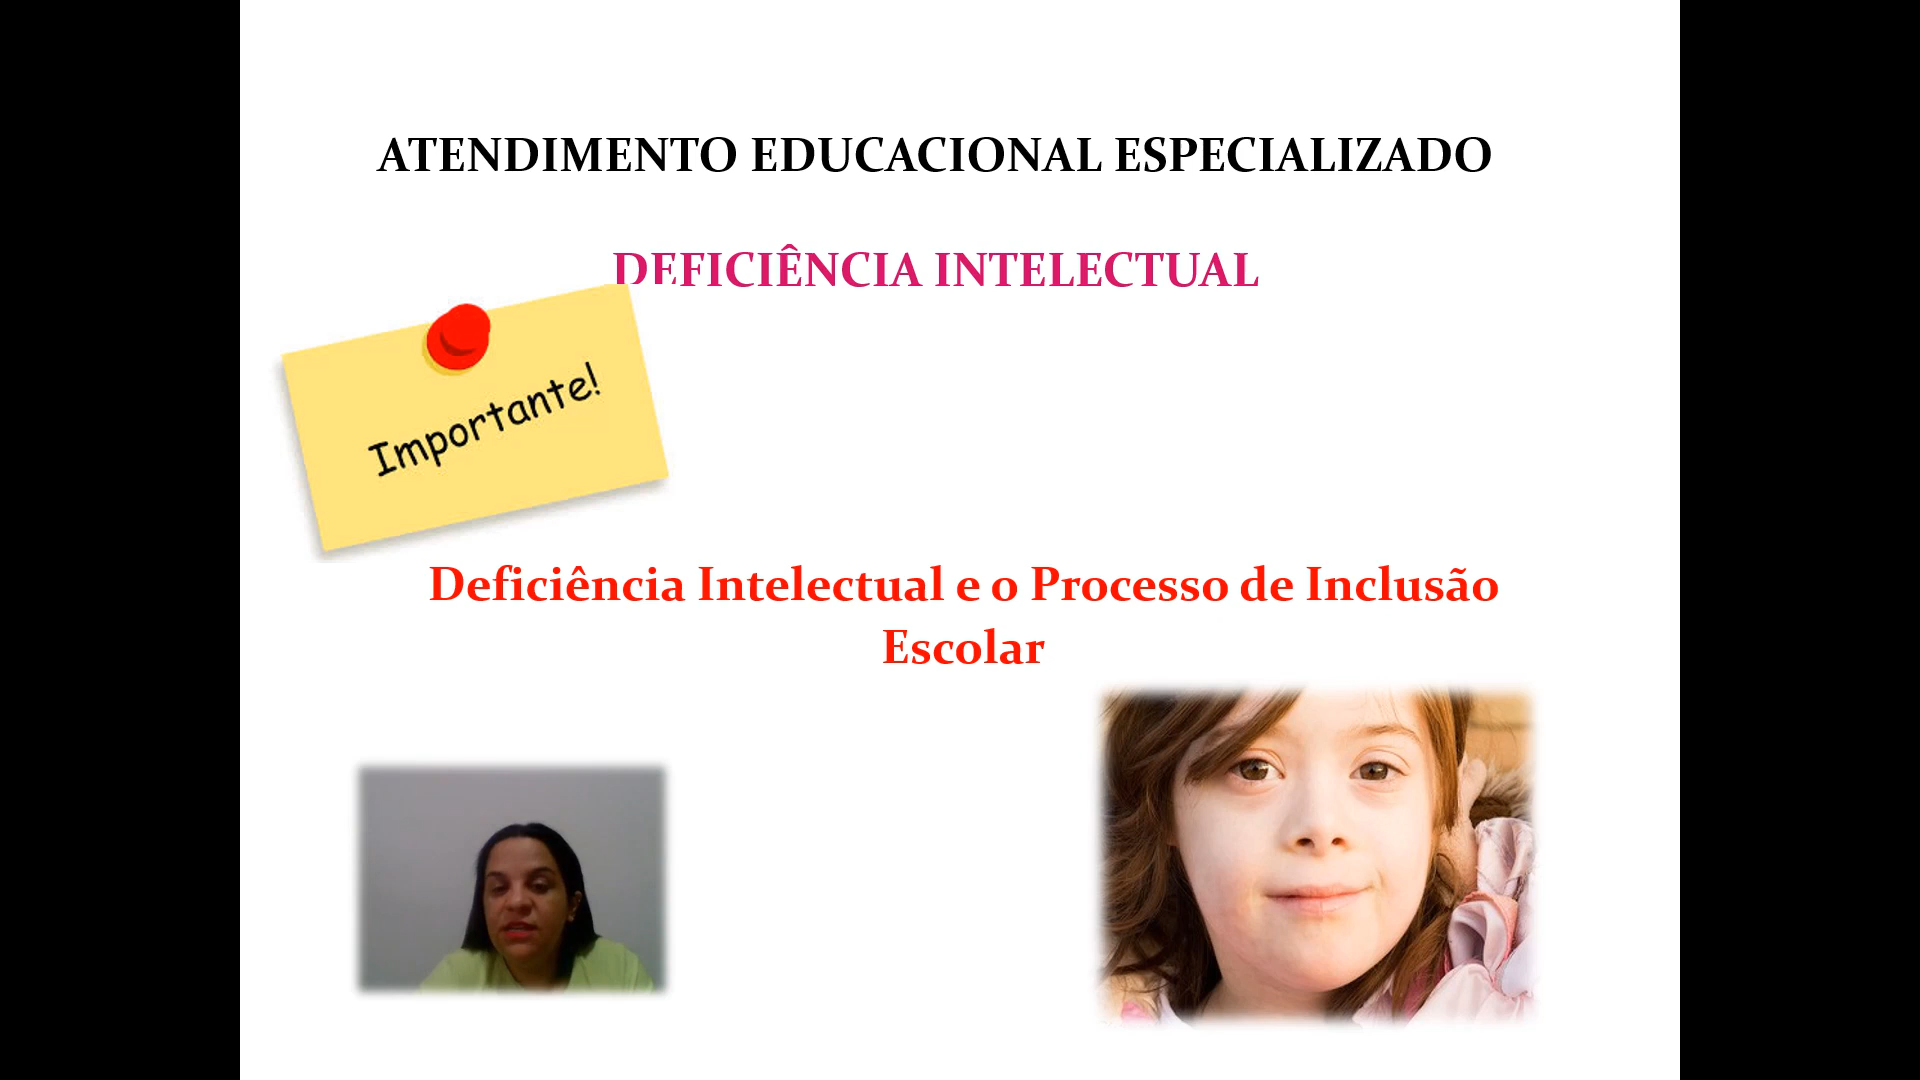 ATENDIMENTO EDUCACIONAL ESPECIALIZADO
DEFICIÊNCIA INTELECTUAL
Importante!
Deficiência Intelectual e o Processo de Inclusão
Escolar